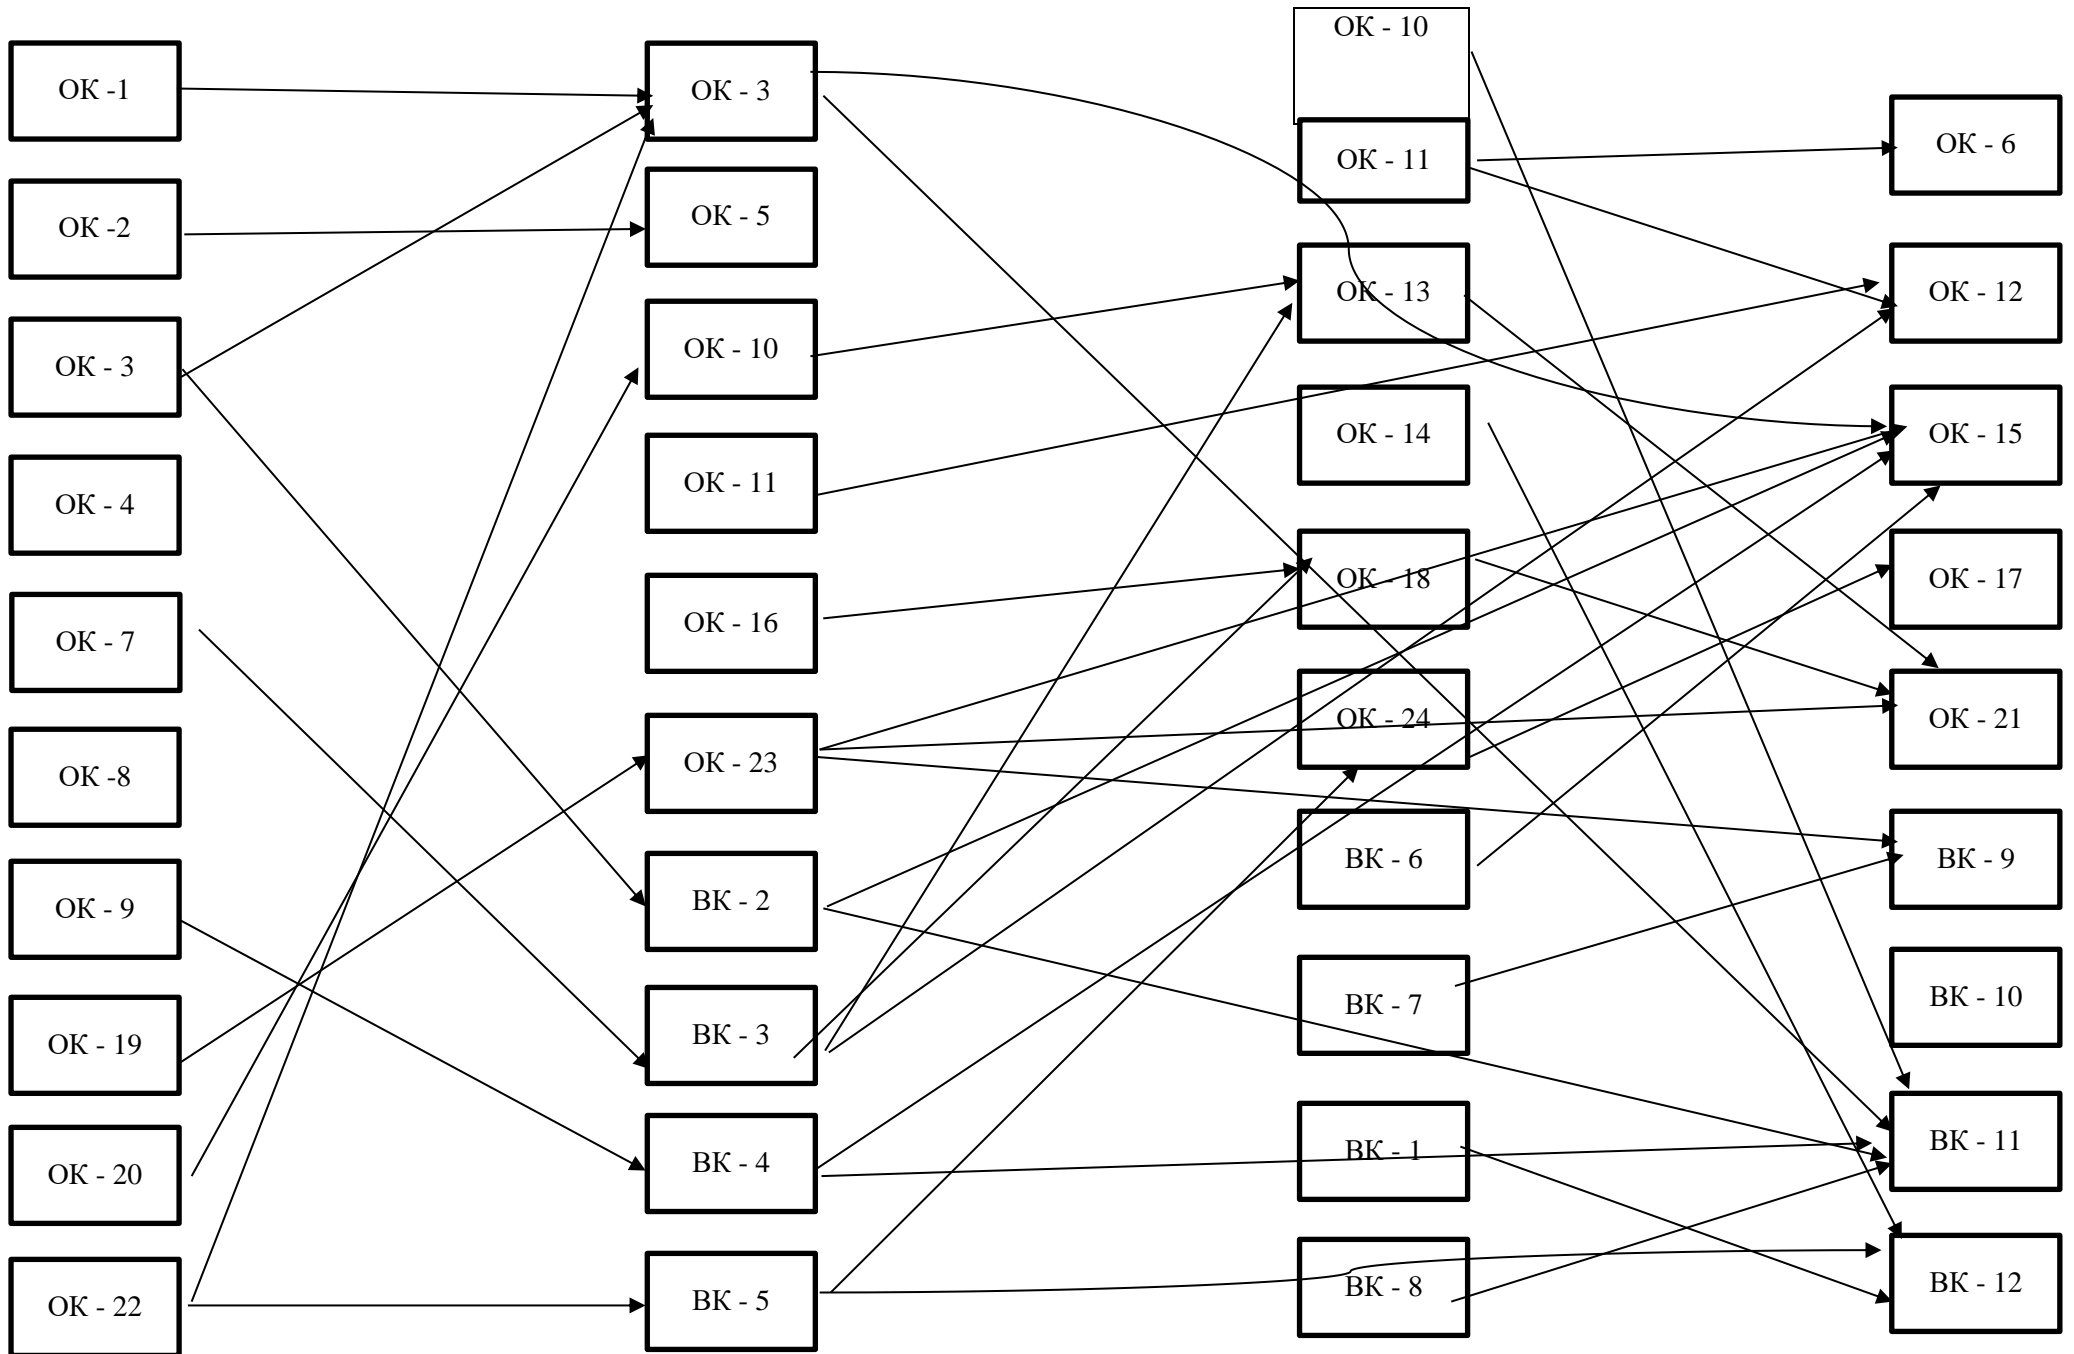 ОК -1
ОК -2
ОК - 3
ОК - 4
ОК - 7
ОК -8
ОК - 9
ОК - 19
ОК - 20
ОК - 22
ОК - 3
ОК - 5
ОК - 10
ОК - 11
ОК - 16
ОК - 23
ВК - 2
ВК - 3
ВК - 4
ВК - 5
ОК - 10
ОК - 11
ОК - 13
ОК - 14
ОК - 18
ОК - 24
ВК - 6
ВК - 7
ВК - 1
ВК - 8
ОК - 6
ОК - 12
ОК - 15
ОК - 17
ОК - 21
ВК - 9
ВК - 10
ВК - 11
ВК - 12